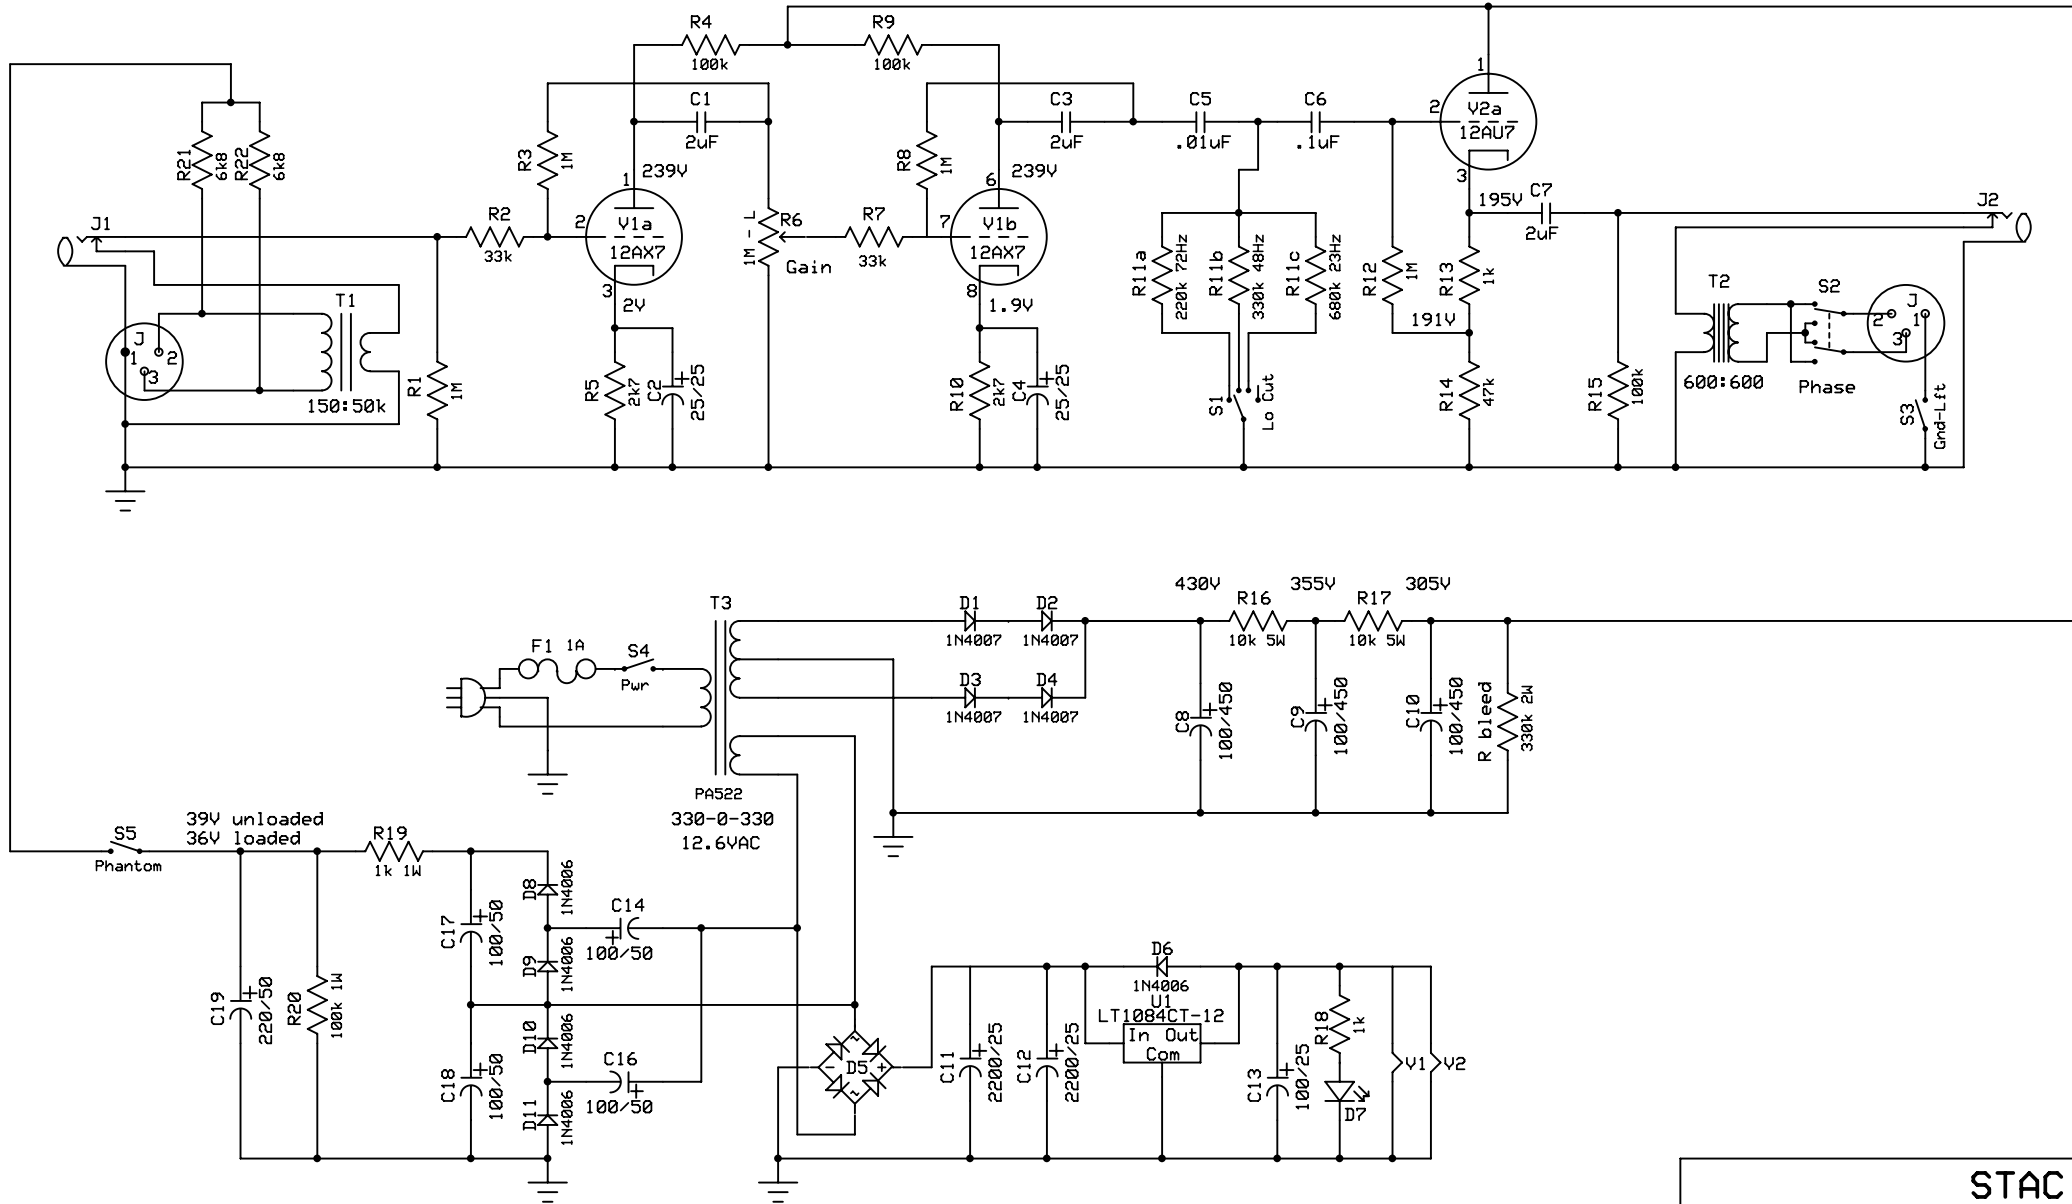 R4
100k
R9
100k
C1
2uF
C3
2uF
C5
.01uF
C6
.1uF
1
2
V2a
12AU7
3
R21
6k8
R22
6k8
R3
1M
R8
1M
239V
239V
195V
C7
2uF
J1
J2
R2
33k
1
2
V1a
12AX7
3
2V
R6
1M - L
Gain
R7
33k
6
7
V1b
12AX7
8
1.9V
R11a
220k 72Hz
R11b
330k 48Hz
R11c
680k 23Hz
R12
1M
R13
1k
191V
T1
150:50k
J
1
2
3
R1
1M
R5
2k7
C2
+
25/25
R10
2k7
C4
+
25/25
S1
Lo Cut
R14
47k
R15
100k
T2
600:600
S2
Phase
J
2
1
3
S3
Gnd-Lft
430V
355V
305V
T3
D1
1N4007
D2
1N4007
R16
10k 5W
R17
10k 5W
F1 1A
S4
Pwr
D3
1N4007
D4
1N4007
C8
+
100/450
C9
+
100/450
C10
+
100/450
R bleed
330k 2W
PA522
330-0-330
12.6VAC
39V unloaded
36V loaded
S5
Phantom
R19
1k 1W
D8
1N4006
C14
+
100/50
C17
+
100/50
D9
1N4006
C19
+
220/50
R20
100k 1W
D10
1N4006
C18
+
100/50
C16
+
100/50
D11
1N4006
~
- D5 +
~
C11
+
2200/25
C12
+
2200/25
D6
1N4006
U1
LT1084CT-12
In Out
Com
C13
+
100/25
R18
1k
D7
V1
V2
STAC